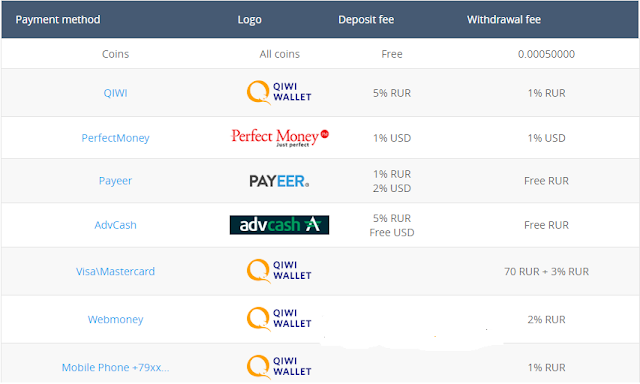 Payment method Logo Deposit fee Withdrawal fee
Coins All coins Free 0.00050000
QIWI QIWI WALLET 5% RUR 1% RUR
PerfectMoney Perfect Money PM Just perfect 1% USD 1% USD
Payeer PAYEER® 1% RUR Free RUR
2% USD
AdvCash advcash 5% RUR Free RUR
Free USD
Visa\Mastercard QIWI WALLET 70 RUR + 3% RUR
Webmoney QIWI WALLET 2% RUR
Mobile Phone +79xx... QIWI WALLET 1% RUR